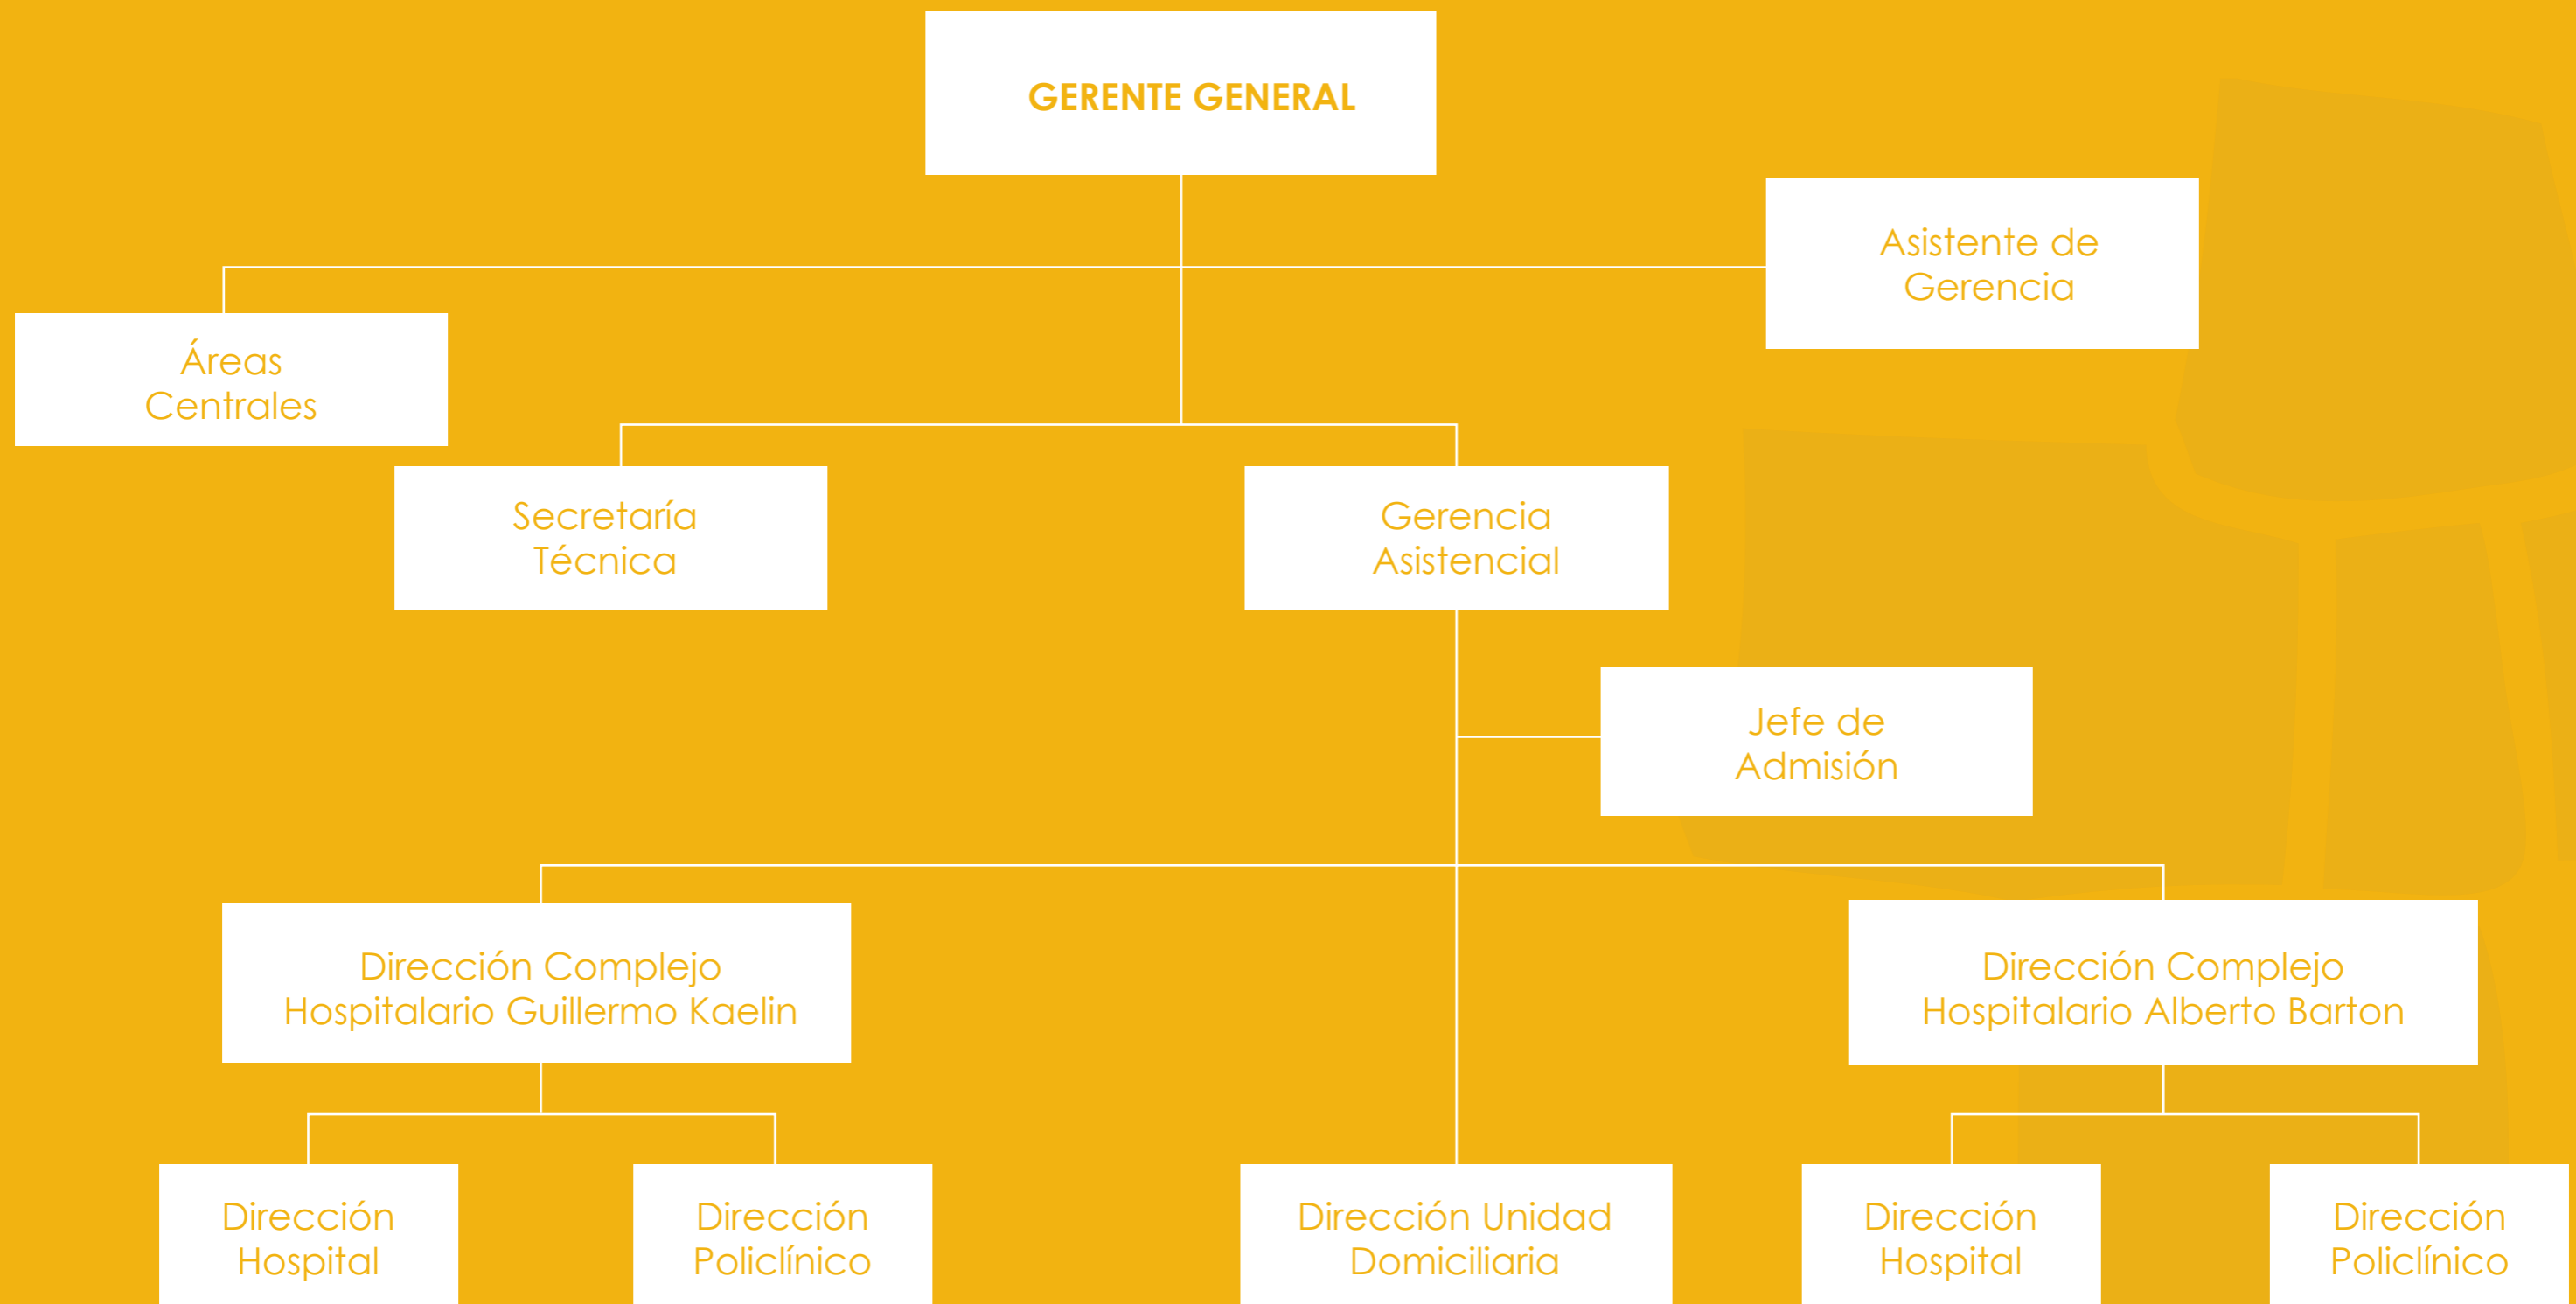 GERENTE GENERAL
Asistente de
Gerencia
Áreas
Centrales
Secretaría
Técnica
Gerencia
Asistencial
Jefe de
Admisión
Dirección Complejo
Hospitalario Guillermo Kaelin
Dirección Complejo
Hospitalario Alberto Barton
Dirección
Hospital
Dirección
Policlínico
Dirección Unidad
Domiciliaria
Dirección
Hospital
Dirección
Policlínico